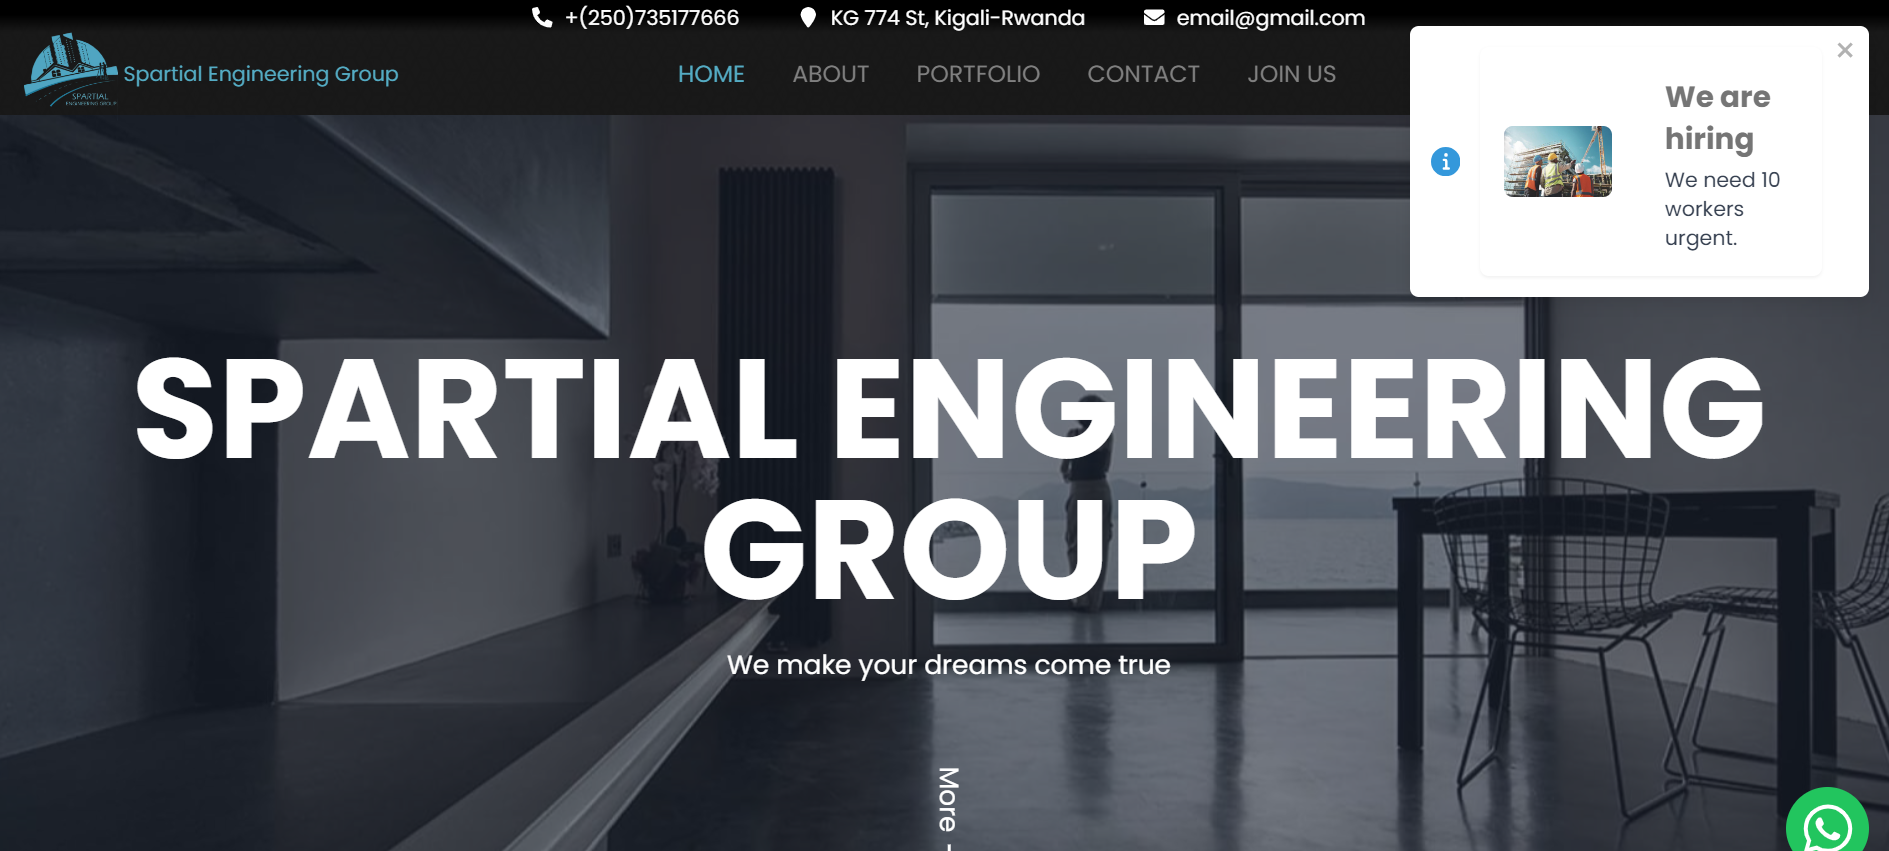 +(250)735177666
KG 774 St, Kigali-Rwanda
email@gmail.com
SPARTIAL
ENGINEERING GROUP
Spartial Engineering Group
HOME
ABOUT
PORTFOLIO
CONTACT
JOIN US
We are
hiring
We need 10
workers
urgent.
SPARTIAL ENGINEERING
GROUP
We make your dreams come true
More -